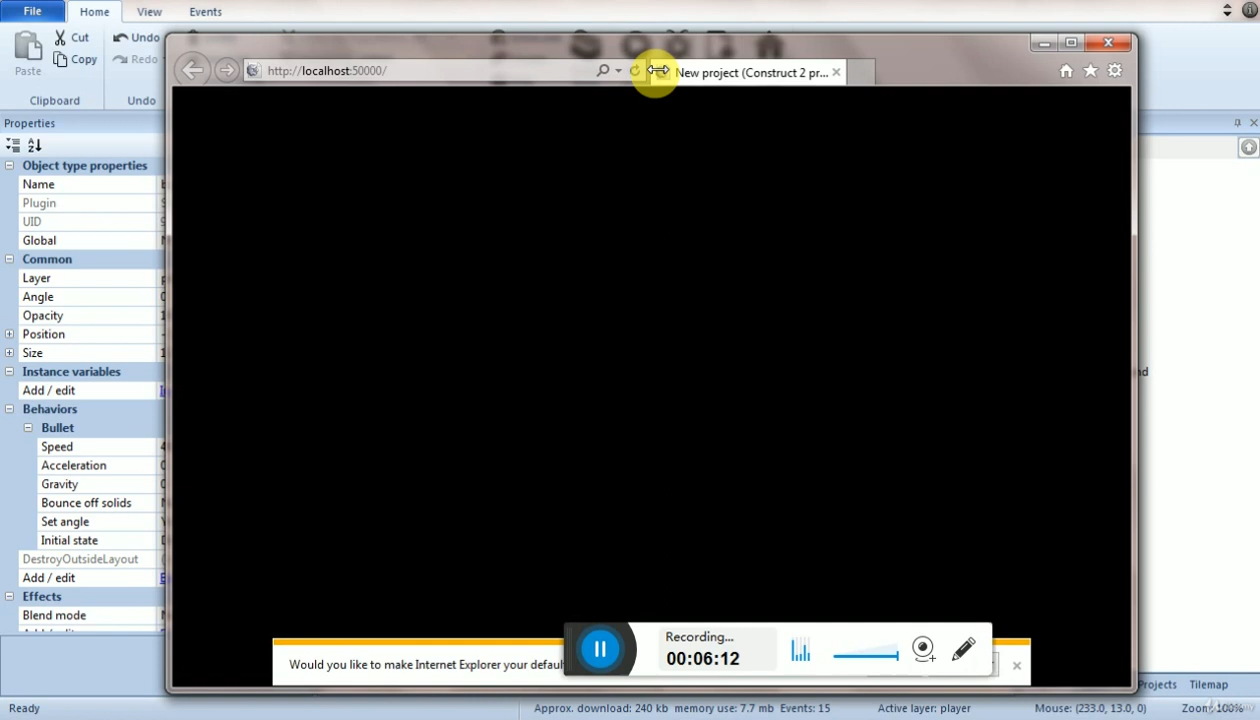 File Home View Events
Cut
Copy
Paste
Undo
Redo
Clipboard
Undo
http://localhost:50000/
New project (Construct 2 pr...
Properties
Object type properties
Name
Plugin
UID
Global
Common
Layer
Angle
Opacity
Position
Size
Instance variables
Add / edit
Behaviors
Bullet
Speed
Acceleration
Gravity
Bounce off solids
Set angle
Initial state
DestroyOutsideLayout
Add / edit
Effects
Blend mode
Would you like to make Internet Explorer your defau
Recording...
00:06:12
Projects Tilemap
Ready
Approx. download: 240 kb memory use: 7.7 mb Events: 15 Active layer: player Mouse: (233.0, 13.0, 0) Zoom: 100%